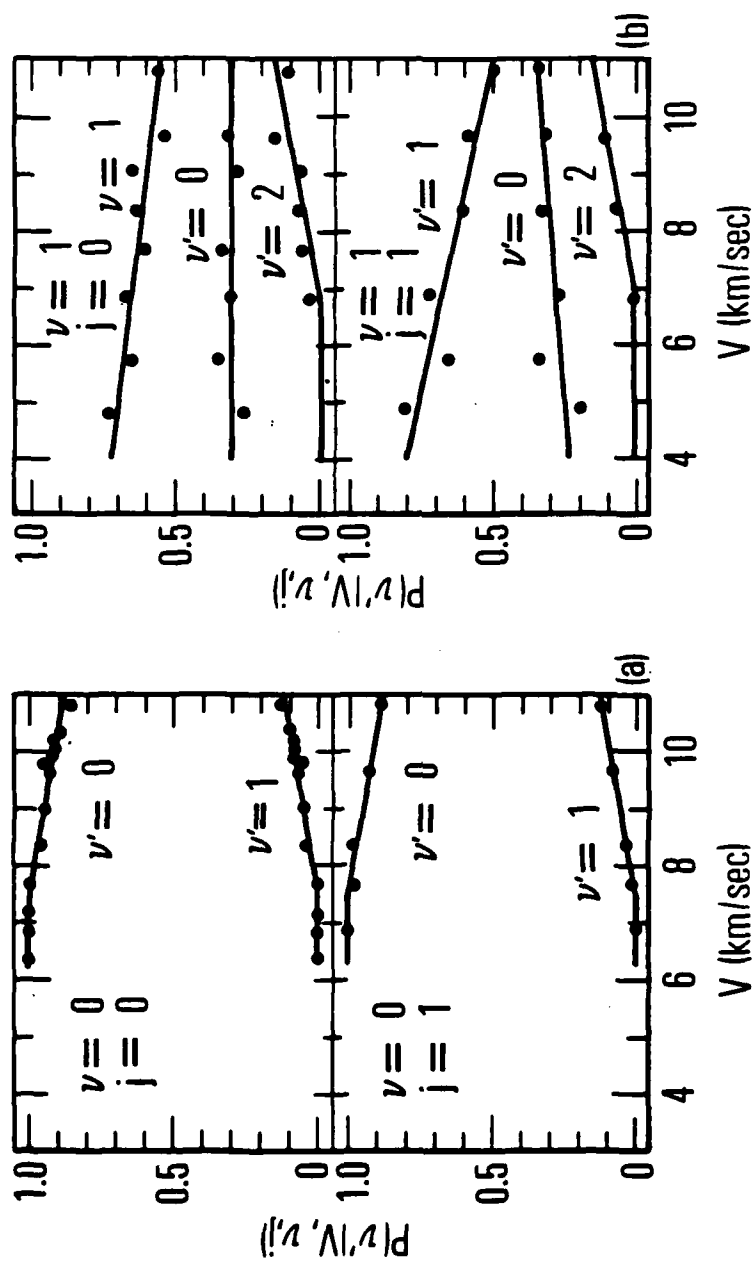 P(ν'|V, ν,j)
1.0
0.5
0
1.0
0.5
0
ν = 0
j = 0
ν' = 0
ν' = 1
ν = 0
j = 1
ν' = 0
ν' = 1
4 6 8 10
V (km/sec)
(a)
P(ν'|V, ν,j)
1.0
0.5
0
1.0
0.5
0
ν = 1
j = 0
ν = 1
ν' = 0
ν' = 2
ν = 1
j = 1
ν' = 1
ν' = 0
ν' = 2
4 6 8 10
V (km/sec)
(b)